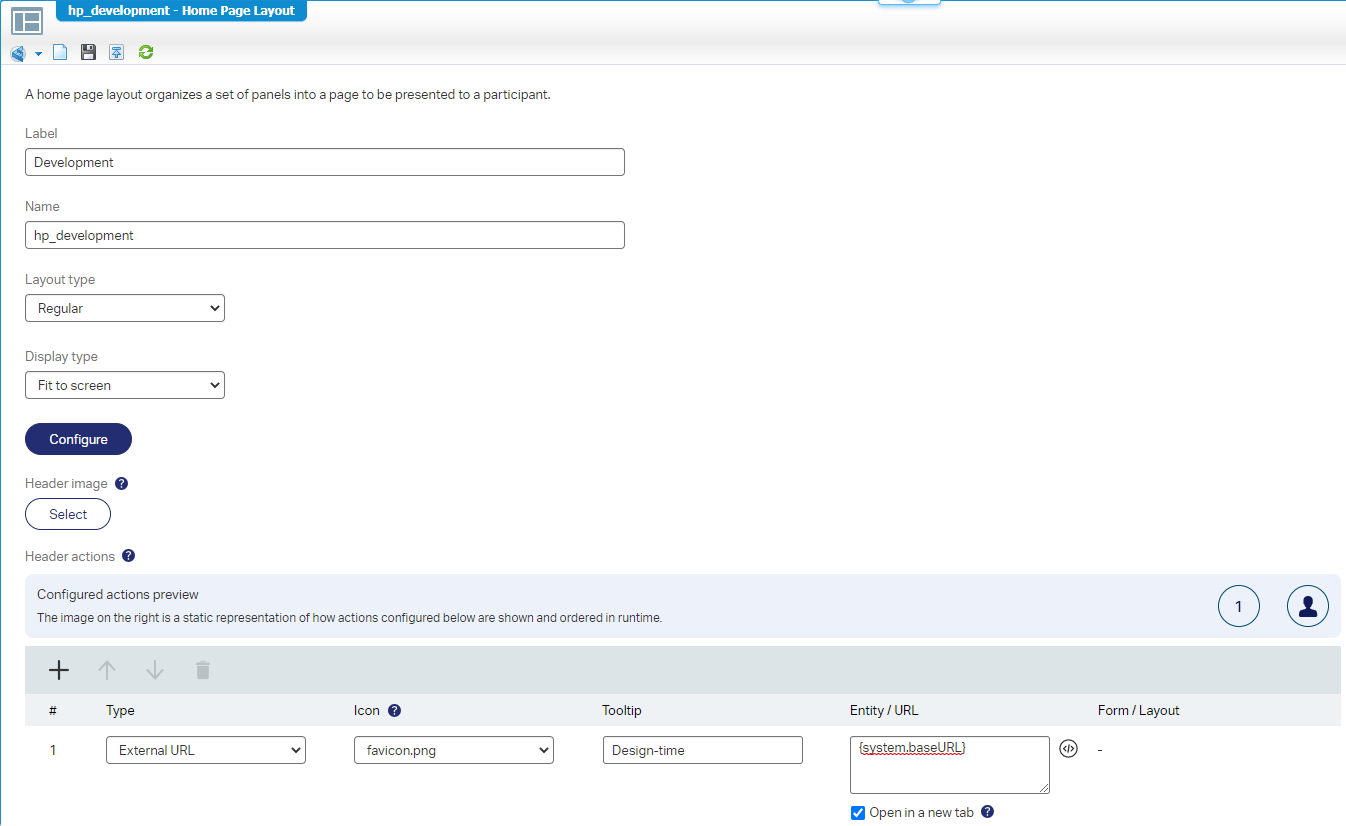 hp_development - Home Page Layout
A home page layout organizes a set of panels into a page to be presented to a participant.
Label
Development
Name
hp_development
Layout type
Regular
Display type
Fit to screen
Configure
Header image ?
Select
Header actions ?
Configured actions preview
The image on the right is a static representation of how actions configured below are shown and ordered in runtime.
1
# Type Icon ? Tooltip Entity / URL Form / Layout
1 External URL favicon.png Design-time {system.baseURL} </> -
Open in a new tab ?